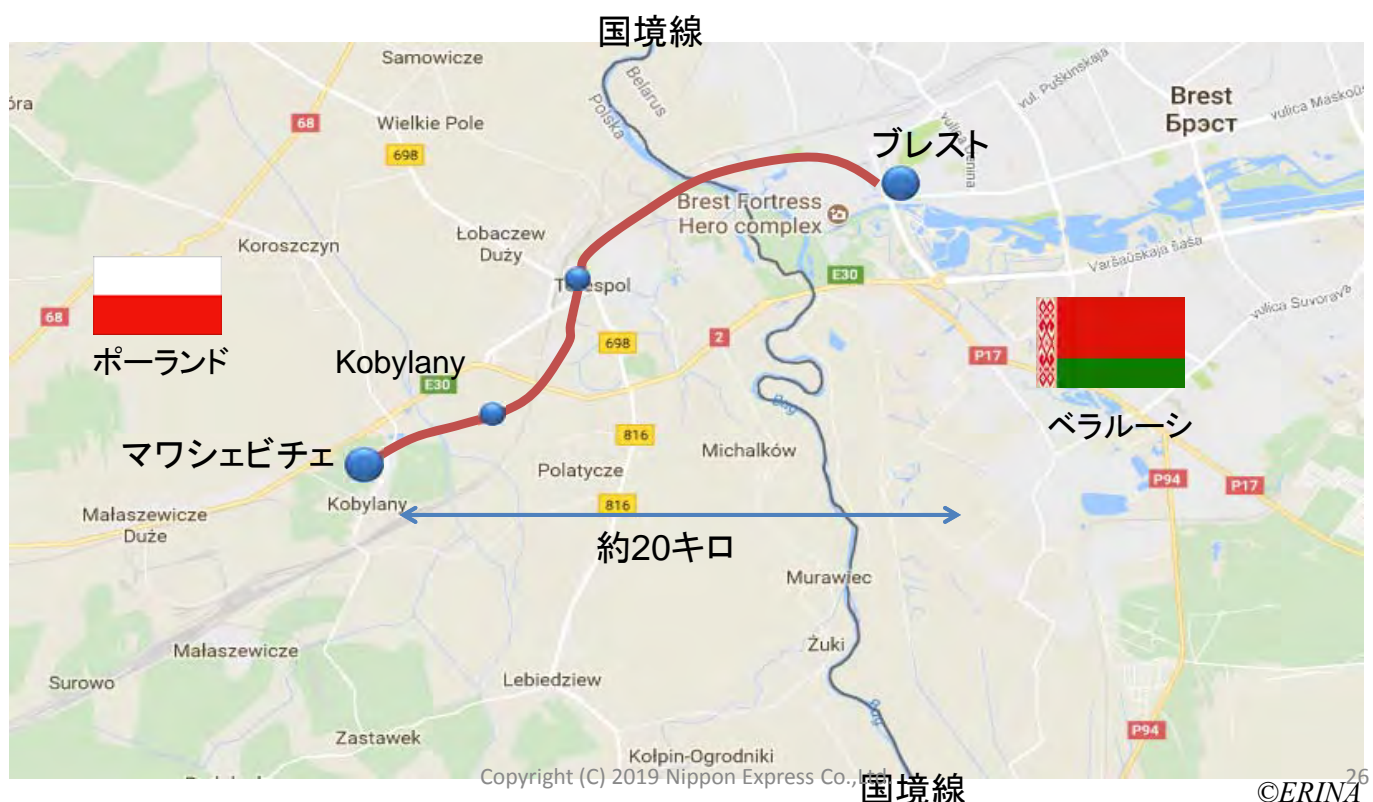 国境線
Samowicze
68
óra
Wielkie Pole
698
Belarus
Polska
vul. Puškinskaja
Brest
Брэст
vulica Maskoŭs
ブレスト
Brest Fortress
Hero complex
Koroszczyn
Łobaczew
Duży
E30
Varšaŭskaja šaša
68
ポーランド
Kobylany
E30
698
2
P17
vulica Suvorava
ベラルーシ
マワシェビチェ
816
Bug
Michalków
Polatycze
Kobylany
816
P94
P17
Małaszewicze
Duże
約20キロ
Murawiec
Żuki
Małaszewicze
Surowo
Lebiedziew
Bug
Zastawek
P94
Kołpin-Ogrodniki
Copyright (C) 2019 Nippon Express Co.,Ltd.
26
国境線
©ERINA